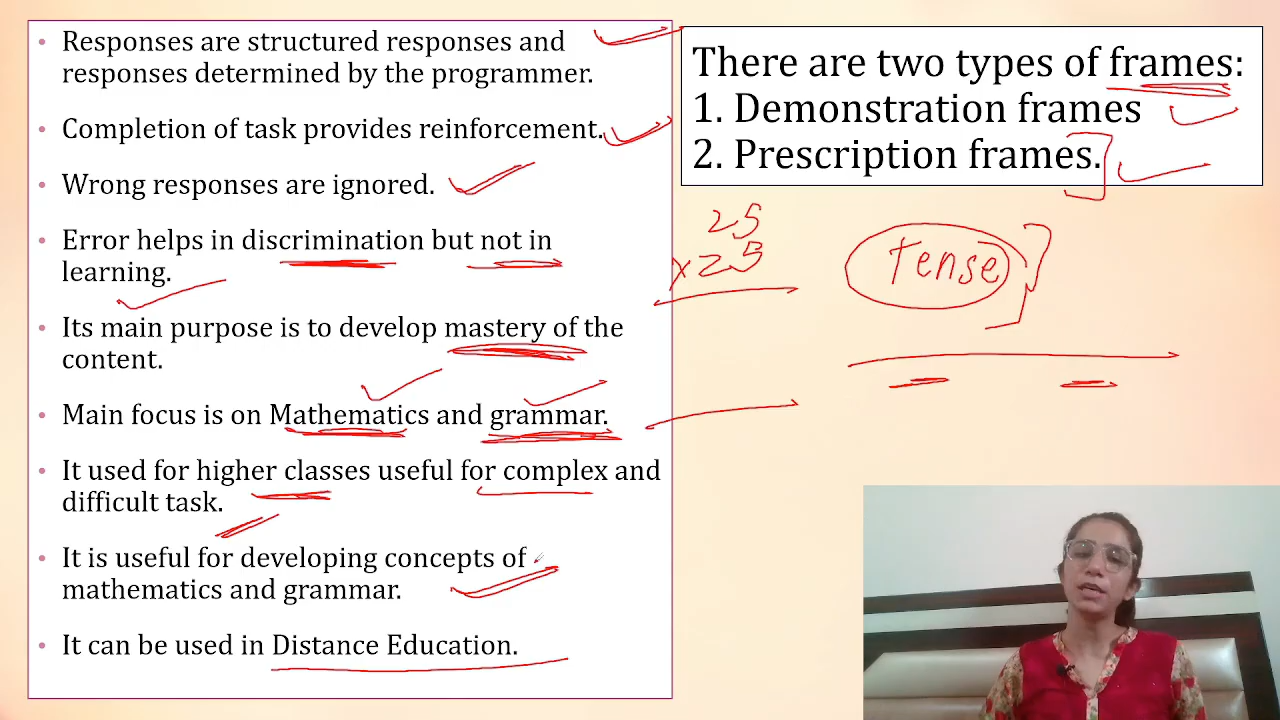 • Responses are structured responses and
responses determined by the programmer.
• Completion of task provides reinforcement.
• Wrong responses are ignored.
• Error helps in discrimination but not in
learning.
• Its main purpose is to develop mastery of the
content.
• Main focus is on Mathematics and grammar.
• It used for higher classes useful for complex and
difficult task.
• It is useful for developing concepts of
mathematics and grammar.
• It can be used in Distance Education.
There are two types of frames:
1. Demonstration frames
2. Prescription frames.
25
x25
Tense